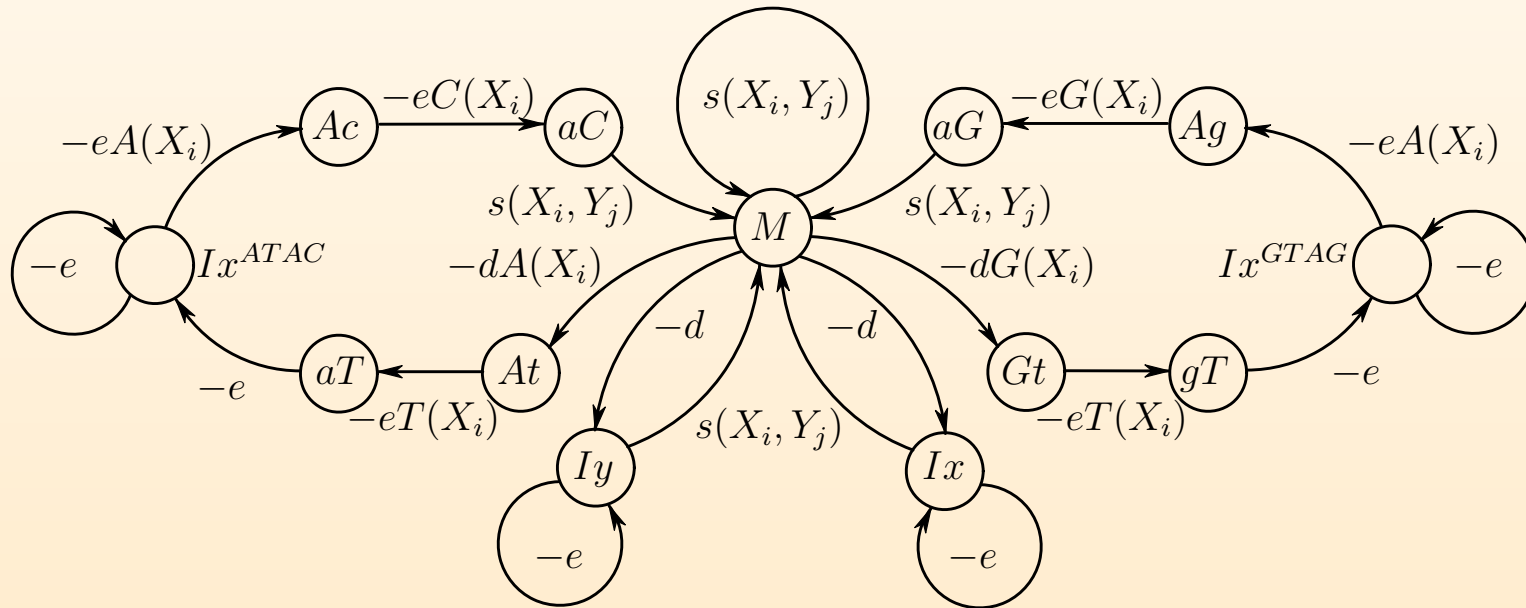 −eC(X_i)
s(X_i, Y_j)
−eG(X_i)
Ac
aC
aG
Ag
−eA(X_i)
−eA(X_i)
s(X_i, Y_j)
s(X_i, Y_j)
M
−e
Ix^{ATAC}
−dA(X_i)
−dG(X_i)
Ix^{GTAG}
−e
−d
−d
−e
aT
At
Gt
gT
−e
−eT(X_i)
s(X_i, Y_j)
−eT(X_i)
Iy
Ix
−e
−e